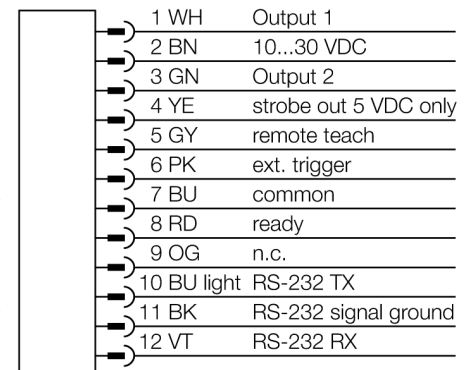 1 WH Output 1
2 BN 10...30 VDC
3 GN Output 2
4 YE strobe out 5 VDC only
5 GY remote teach
6 PK ext. trigger
7 BU common
8 RD ready
9 OG n.c.
10 BU light RS-232 TX
11 BK RS-232 signal ground
12 VT RS-232 RX